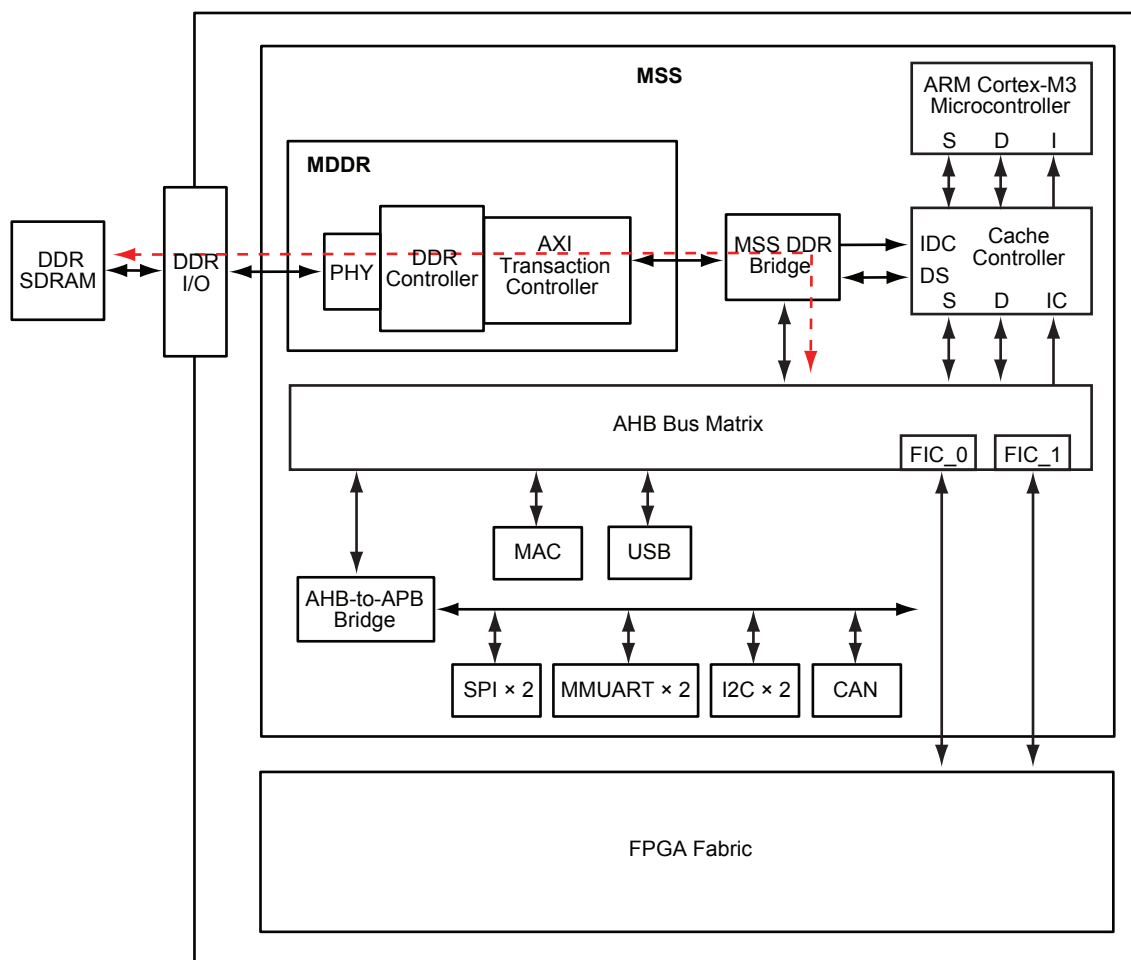 MSS
ARM Cortex-M3
Microcontroller
S D I
MDDR
DDR
SDRAM
DDR
I/O
PHY
DDR
Controller
AXI
Transaction
Controller
MSS DDR
Bridge
IDC
DS
Cache
Controller
S D IC
AHB Bus Matrix
FIC_0
FIC_1
MAC
USB
AHB-to-APB
Bridge
SPI × 2
MMUART × 2
I2C × 2
CAN
FPGA Fabric